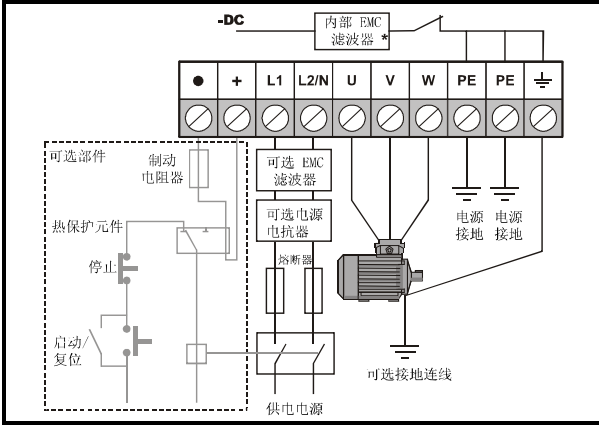 -DC
内部 EMC
滤波器 *
● + L1 L2/N U V W PE PE
可选部件
制动
电阻器
可选 EMC
滤波器
热保护元件
可选电源
电抗器
电源
接地
电源
接地
停止
熔断器
启动/
复位
可选接地连线
供电电源